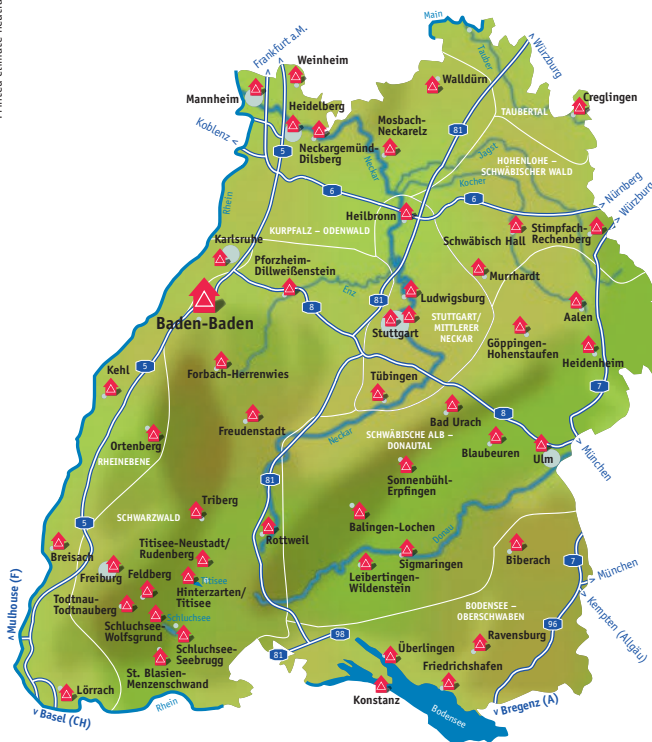 Main
Frankfurt a.M.
Würzburg
Weinheim
Tauber
Walldürn
Mannheim
Creglingen
Heidelberg
TAUBERTAL
Mosbach-
Neckarelz
Koblenz
81
5
Neckargemünd-
Dilsberg
Jagst
Neckar
HOHENLOHE –
SCHWÄBISCHER WALD
Kocher
6
6
Nürnberg
Rhein
Würzburg
Heilbronn
KURPFALZ – ODENWALD
Stimpfach-
Rechenberg
Schwäbisch Hall
Karlsruhe
Pforzheim-
Dillweißenstein
Murrhardt
Enz
81
Ludwigsburg
8
Aalen
Baden-Baden
Stuttgart
STUTTGART/
MITTLERER
NECKAR
Göppingen-
Hohenstaufen
Heidenheim
5
Kehl
Forbach-Herrenwies
Tübingen
7
Freudenstadt
Bad Urach
8
Neckar
SCHWÄBISCHE ALB –
DONAUTAL
Ortenberg
Blaubeuren
Ulm
München
RHEINEBENE
Sonnenbühl-
Erpfingen
81
Triberg
SCHWARZWALD
5
Balingen-Lochen
Rottweil
Donau
Breisach
Titisee-Neustadt/
Rudenberg
Sigmaringen
Biberach
7
Freiburg
Feldberg
Titisee
Leibertingen-
Wildenstein
München
Hinterzarten/
Titisee
Todtnau-
Todtnauberg
Kempten (Allgäu)
Mulhouse (F)
Schluchsee
BODENSEE –
OBERSCHWABEN
Schluchsee-
Wolfsgrund
96
98
Ravensburg
Schluchsee-
Seebrugg
81
Überlingen
Friedrichshafen
St. Blasien-
Menzenschwand
Lörrach
Konstanz
Rhein
Bregenz (A)
Basel (CH)
Bodensee